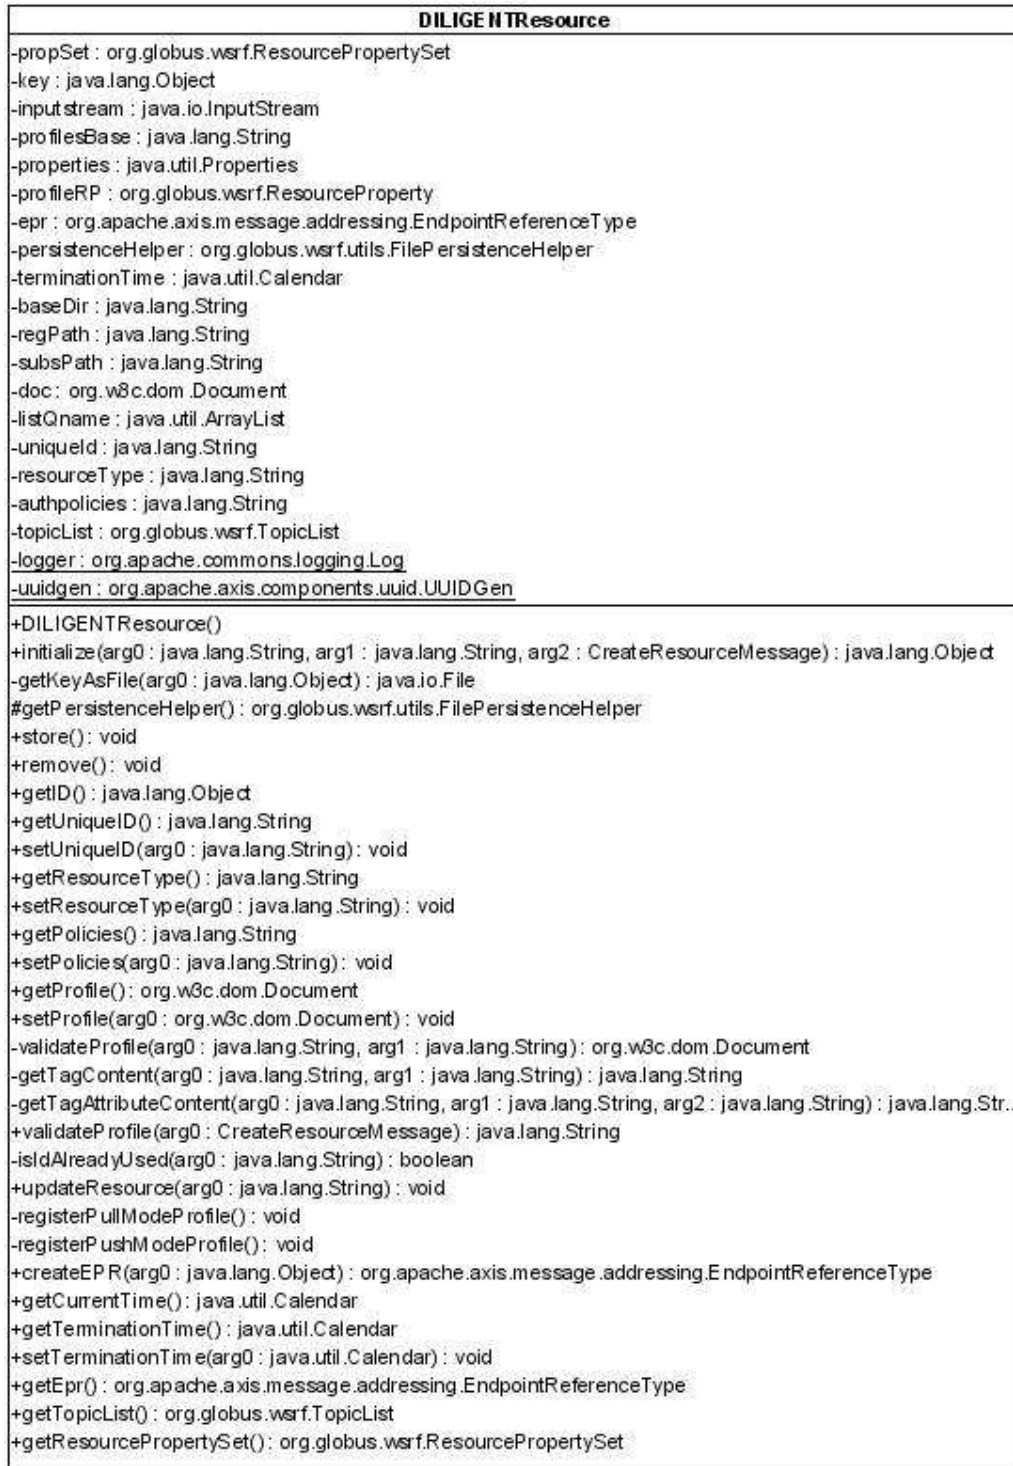 DILIGENTResource
-propSet : org.globus.wsrf.ResourcePropertySet
-key : java.lang.Object
-inputstream : java.io.InputStream
-profilesBase : java.lang.String
-properties : java.util.Properties
-profileRP : org.globus.wsrf.ResourceProperty
-epr : org.apache.axis.message.addressing.EndpointReferenceType
-persistenceHelper : org.globus.wsrf.utils.FilePersistenceHelper
-terminationTime : java.util.Calendar
-baseDir : java.lang.String
-regPath : java.lang.String
-subsPath : java.lang.String
-doc : org.w3c.dom.Document
-listQname : java.util.ArrayList
-uniqueId : java.lang.String
-resourceType : java.lang.String
-authpolicies : java.lang.String
-topicList : org.globus.wsrf.TopicList
-logger : org.apache.commons.logging.Log
-uuidgen : org.apache.axis.components.uuid.UUIDGen
+DILIGENTResource()
+initialize(arg0 : java.lang.String, arg1 : java.lang.String, arg2 : CreateResourceMessage) : java.lang.Object
-getKeyAsFile(arg0 : java.lang.Object) : java.io.File
#getPersistenceHelper() : org.globus.wsrf.utils.FilePersistenceHelper
+store() : void
+remove() : void
+getID() : java.lang.Object
+getUniqueID() : java.lang.String
+setUniqueID(arg0 : java.lang.String) : void
+getResourceType() : java.lang.String
+setResourceType(arg0 : java.lang.String) : void
+getPolicies() : java.lang.String
+setPolicies(arg0 : java.lang.String) : void
+getProfile() : org.w3c.dom.Document
+setProfile(arg0 : org.w3c.dom.Document) : void
-validateProfile(arg0 : java.lang.String, arg1 : java.lang.String) : org.w3c.dom.Document
-getTagContent(arg0 : java.lang.String, arg1 : java.lang.String) : java.lang.String
-getTagAttributeContent(arg0 : java.lang.String, arg1 : java.lang.String, arg2 : java.lang.String) : java.lang.Str..
+validateProfile(arg0 : CreateResourceMessage) : java.lang.String
-isIdAlreadyUsed(arg0 : java.lang.String) : boolean
+updateResource(arg0 : java.lang.String) : void
-registerPullModeProfile() : void
-registerPushModeProfile() : void
+createEPR(arg0 : java.lang.Object) : org.apache.axis.message.addressing.EndpointReferenceType
+getCurrentTime() : java.util.Calendar
+getTerminationTime() : java.util.Calendar
+setTerminationTime(arg0 : java.util.Calendar) : void
+getEpr() : org.apache.axis.message.addressing.EndpointReferenceType
+getTopicList() : org.globus.wsrf.TopicList
+getResourcePropertySet() : org.globus.wsrf.ResourcePropertySet